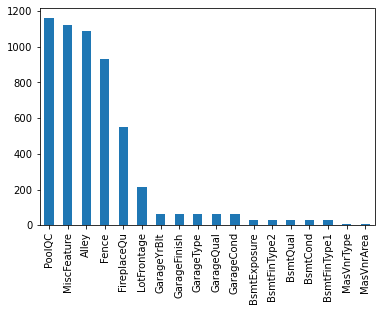 1200
1000
800
600
400
200
0
PoolQC
MiscFeature
Alley
Fence
FireplaceQu
LotFrontage
GarageYrBlt
GarageFinish
GarageType
GarageQual
GarageCond
BsmtExposure
BsmtFinType2
BsmtQual
BsmtCond
BsmtFinType1
MasVnrType
MasVnrArea